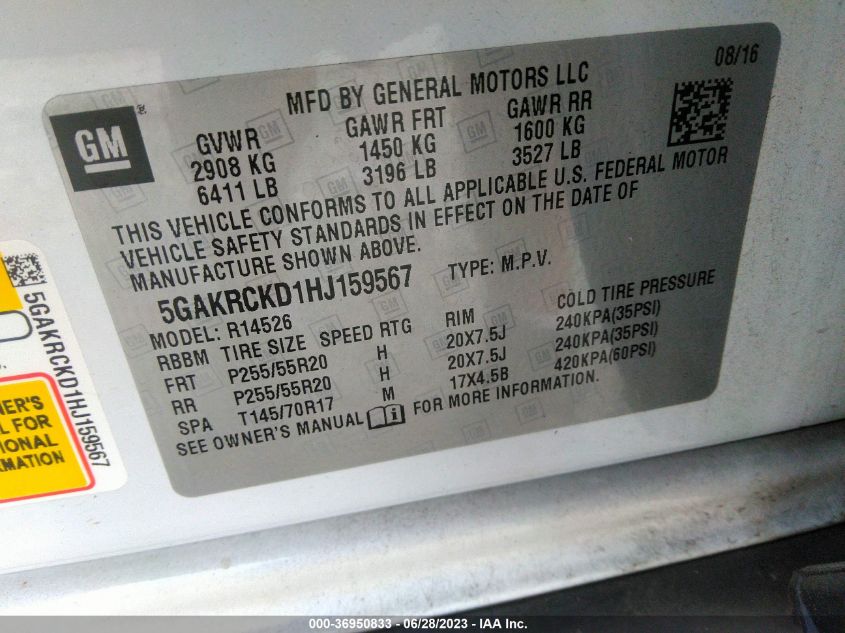 08/16
MFD BY GENERAL MOTORS LLC
GM ®
GVWR GAWR FRT GAWR RR
2908 KG 1450 KG 1600 KG
6411 LB 3196 LB 3527 LB
THIS VEHICLE CONFORMS TO ALL APPLICABLE U.S. FEDERAL MOTOR
VEHICLE SAFETY STANDARDS IN EFFECT ON THE DATE OF
MANUFACTURE SHOWN ABOVE.
5GAKRCKD1HJ159567 TYPE: M.P.V.
MODEL: R14526
RBBM TIRE SIZE SPEED RTG RIM COLD TIRE PRESSURE
FRT P255/55R20 H 20X7.5J 240KPA(35PSI)
RR P255/55R20 H 20X7.5J 240KPA(35PSI)
SPA T145/70R17 M 17X4.5B 420KPA(60PSI)
SEE OWNER'S MANUAL i FOR MORE INFORMATION.
5GAKRCKD1HJ159567
NER'S
L FOR
IONAL
MATION
000-36950833 - 06/28/2023 - IAA Inc.